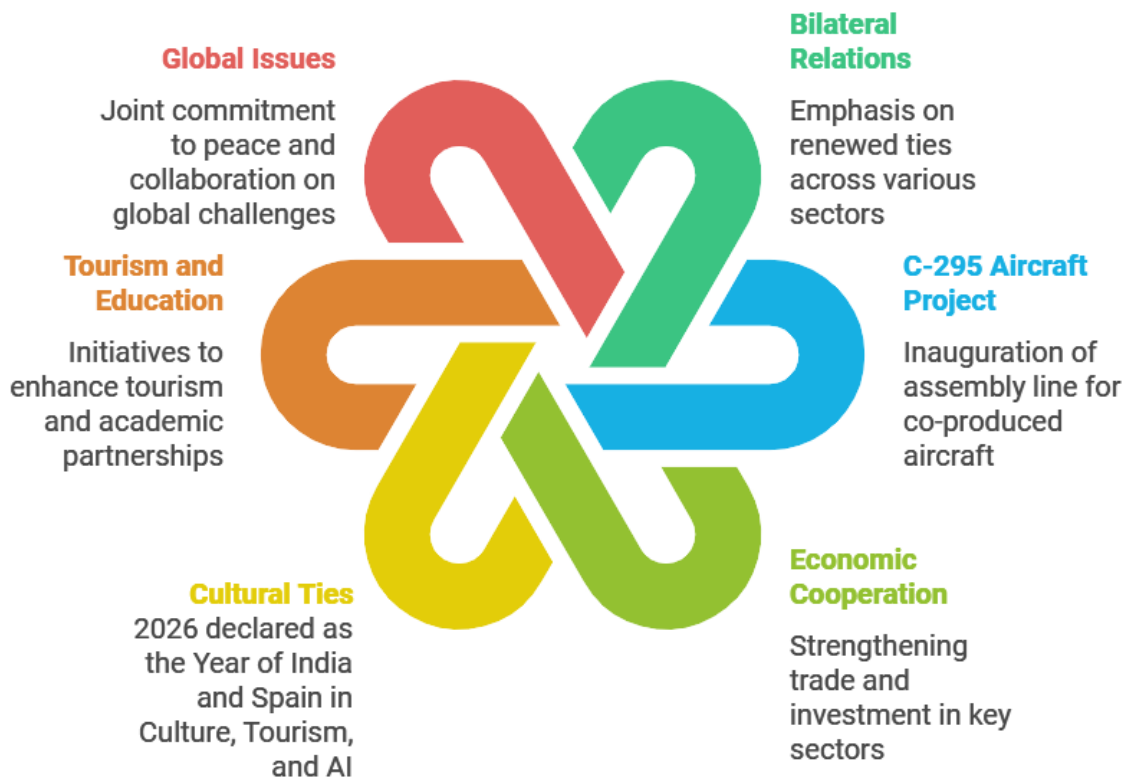 Global Issues
Joint commitment
to peace and
collaboration on
global challenges
Bilateral
Relations
Emphasis on
renewed ties
across various
sectors
Tourism and
Education
Initiatives to
enhance tourism
and academic
partnerships
C-295 Aircraft
Project
Inauguration of
assembly line for
co-produced
aircraft
Cultural Ties
2026 declared as
the Year of India
and Spain in
Culture, Tourism,
and AI
Economic
Cooperation
Strengthening
trade and
investment in key
sectors